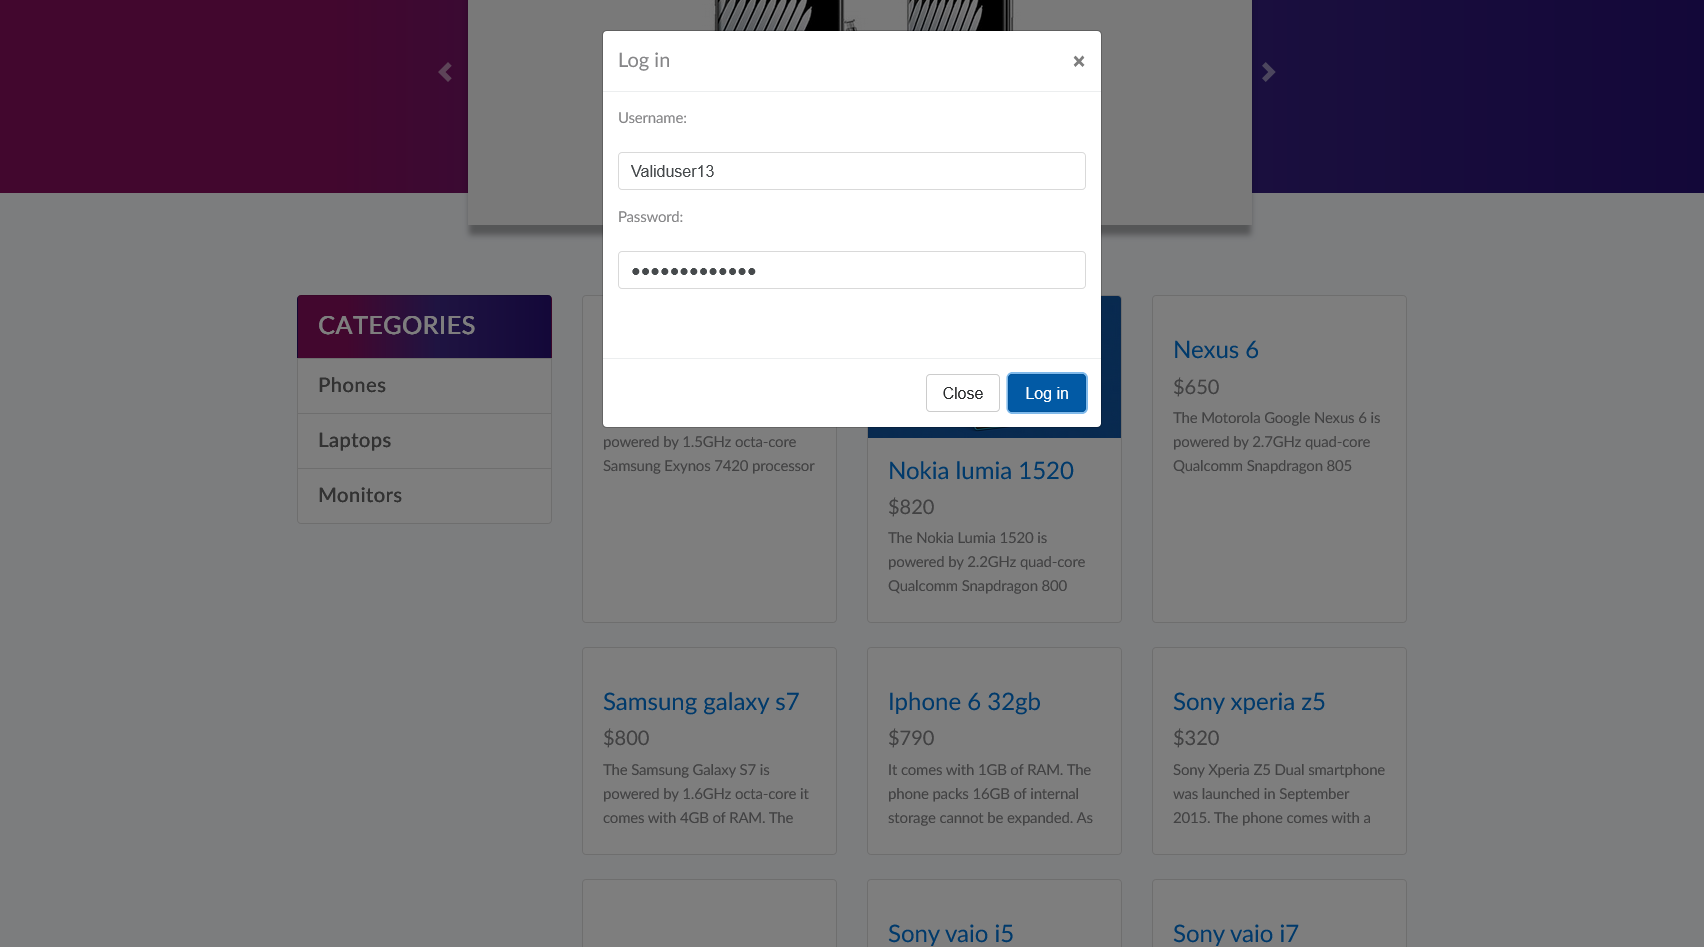 Log in
×
Username:
Validuser13
Password:
•••••••••••••
Close
Log in
CATEGORIES
Phones
Laptops
Monitors
powered by 1.5GHz octa-core
Samsung Exynos 7420 processor
Nokia lumia 1520
$820
The Nokia Lumia 1520 is
powered by 2.2GHz quad-core
Qualcomm Snapdragon 800
Nexus 6
$650
The Motorola Google Nexus 6 is
powered by 2.7GHz quad-core
Qualcomm Snapdragon 805
Samsung galaxy s7
$800
The Samsung Galaxy S7 is
powered by 1.6GHz octa-core it
comes with 4GB of RAM. The
Iphone 6 32gb
$790
It comes with 1GB of RAM. The
phone packs 16GB of internal
storage cannot be expanded. As
Sony xperia z5
$320
Sony Xperia Z5 Dual smartphone
was launched in September
2015. The phone comes with a
Sony vaio i5
Sony vaio i7